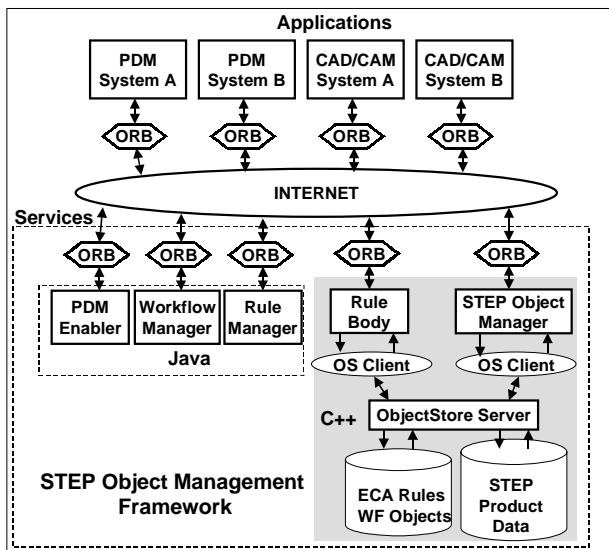 Applications
PDM
System A
PDM
System B
CAD/CAM
System A
CAD/CAM
System B
ORB
ORB
ORB
ORB
INTERNET
Services
ORB
ORB
ORB
ORB
ORB
PDM
Enabler
Workflow
Manager
Rule
Manager
Java
Rule
Body
STEP Object
Manager
OS Client
OS Client
C++
ObjectStore Server
ECA Rules
WF Objects
STEP
Product
Data
STEP Object Management
Framework